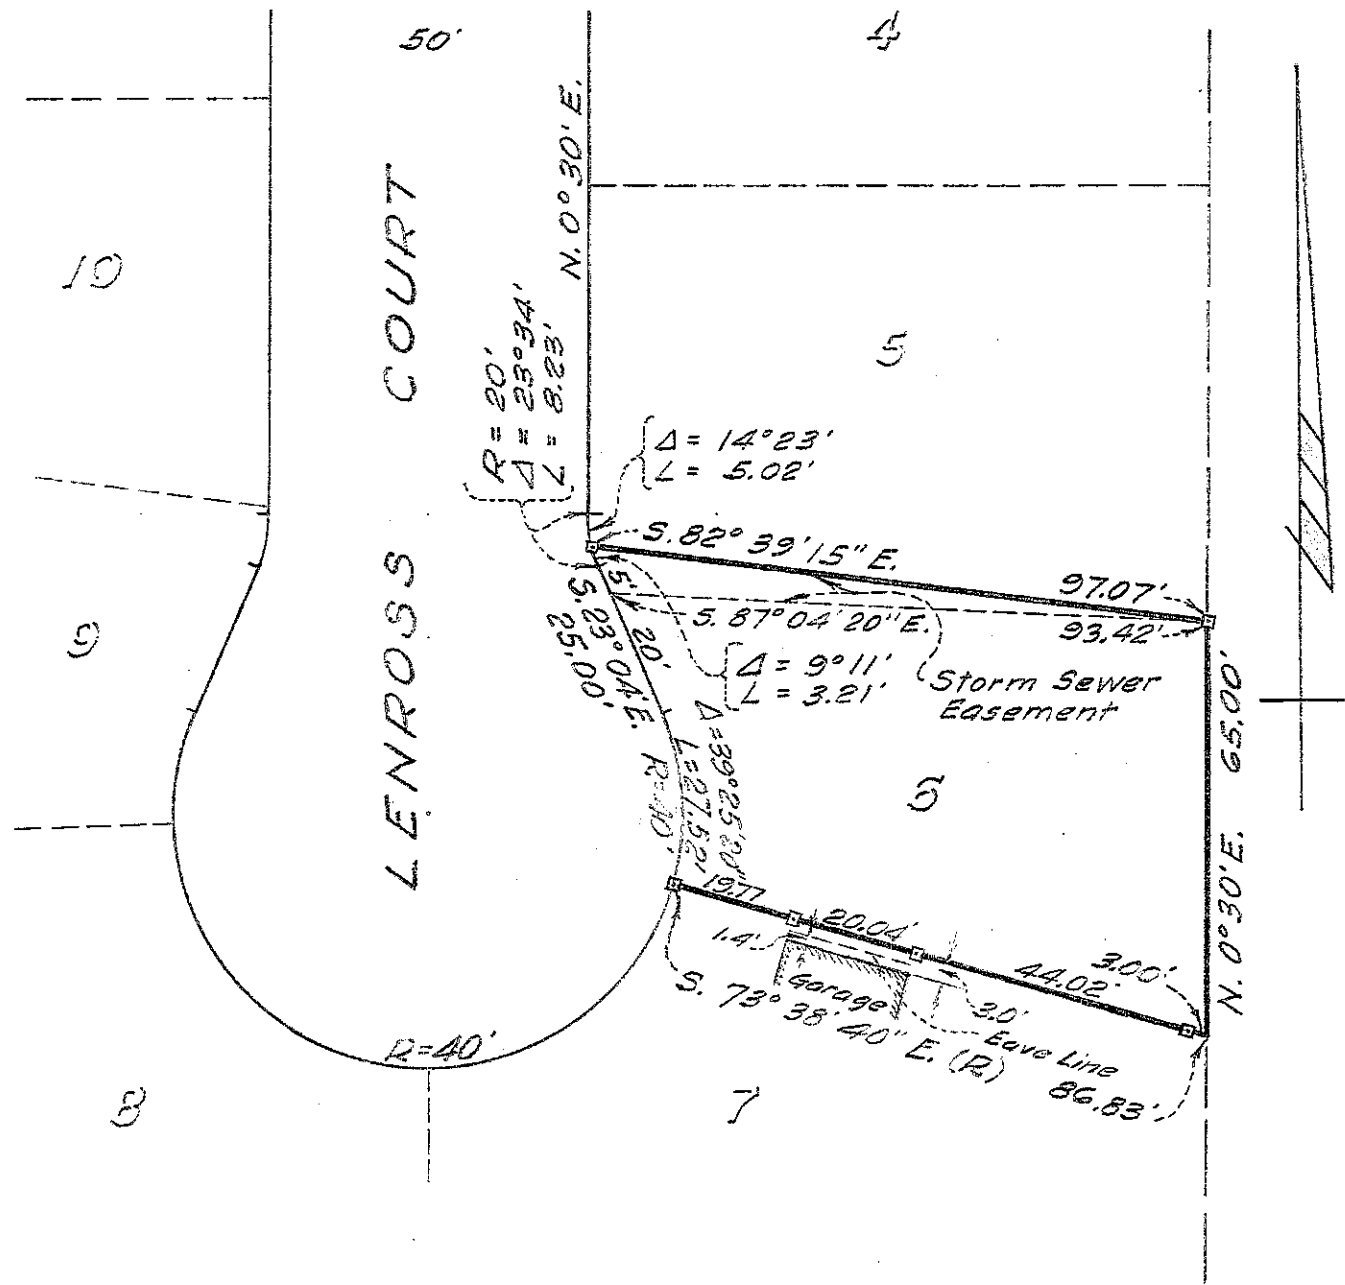 50'
4
N. 0° 30' E.
10
LENROSS COURT
5
R = 20'
Δ = 23° 34'
L = 8.23'
Δ = 14° 23'
L = 5.02'
S. 82° 39' 15" E.
97.07'
5'
S. 87° 04' 20" E.
93.42'
20'
S. 23° 04' E.
25.00'
Δ = 9° 11'
L = 3.21'
Storm Sewer
Easement
9
65.00'
N. 0° 30' E.
Δ = 39° 25' 20"
L = 27.52'
R = 40'
6
19.77
20.04'
1.4'
3.00'
44.02'
Garage
S. 73° 38' 40" E. (R)
Eave Line
86.83'
R=40'
8
7